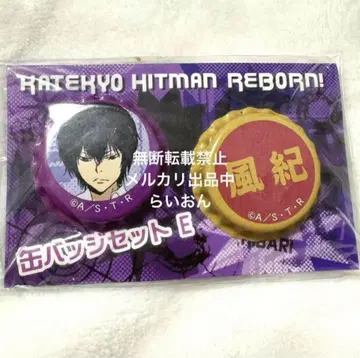 KATEKYO HITMAN REBORN!
無断転載禁止
メルカリ出品中
らいおん
©A/S・T・R
風紀
©A/S・T・R
缶バッジセット E